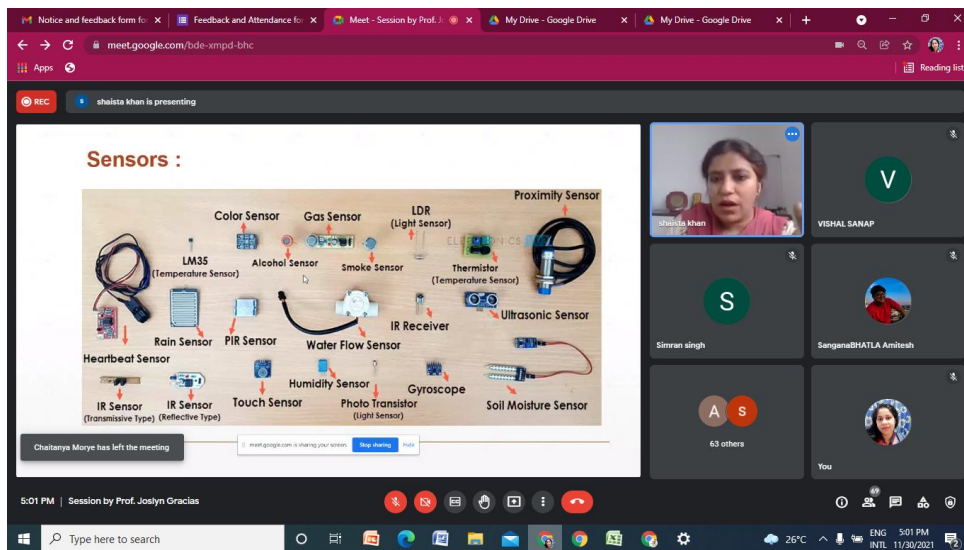 Notice and feedback form for
Feedback and Attendance for
Meet - Session by Prof. Jo
My Drive - Google Drive
My Drive - Google Drive
meet.google.com/bde-xmpd-bhc
Apps
Reading list
REC
s
shaista khan is presenting
Sensors :
Proximity Sensor
Color Sensor
Gas Sensor
LDR
(Light Sensor)
LM35
(Temperature Sensor)
Alcohol Sensor
Smoke Sensor
Thermistor
(Temperature Sensor)
Heartbeat Sensor
Rain Sensor
PIR Sensor
Water Flow Sensor
IR Receiver
Ultrasonic Sensor
IR Sensor
(Transmissive Type)
IR Sensor
(Reflective Type)
Touch Sensor
Humidity Sensor
Photo Transistor
(Light Sensor)
Gyroscope
Soil Moisture Sensor
Chaitanya Morye has left the meeting
meet.google.com is sharing your screen.
Stop sharing
Hide
shaista khan
V
VISHAL SANAP
S
Simran singh
SanganaBHATLA Amitesh
A
S
63 others
You
5:01 PM | Session by Prof. Joslyn Gracias
69
Type here to search
26°C
ENG
INTL
5:01 PM
11/30/2021
2